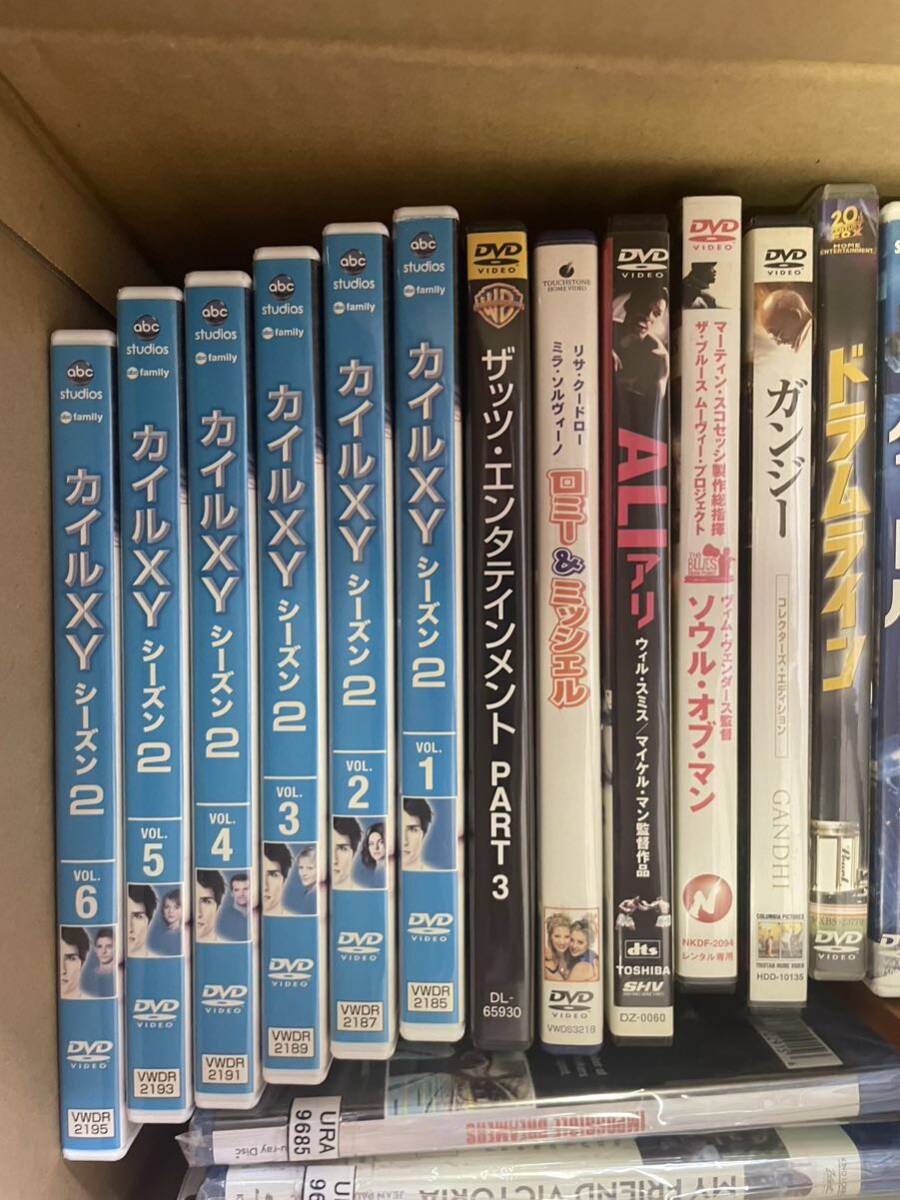 abc
studios
abc family
カイルXY シーズン2
VOL.
6
DVD
VIDEO
VWDR
2195
abc
studios
abc family
カイルXY シーズン2
VOL.
5
DVD
VIDEO
VWDR
2193
abc
studios
abc family
カイルXY シーズン2
VOL.
4
DVD
VIDEO
VWDR
2191
abc
studios
abc family
カイルXY シーズン2
VOL.
3
DVD
VIDEO
VWDR
2189
abc
studios
abc family
カイルXY シーズン2
VOL.
2
DVD
VIDEO
VWDR
2187
abc
studios
abc family
カイルXY シーズン2
VOL.
1
DVD
VIDEO
VWDR
2185
DVD
VIDEO
WB
ザッツ・エンタテインメント PART 3
DL-
65930
TOUCHSTONE
HOME VIDEO
リサ・クードロー
ミラ・ソルヴィーノ
ロミー&ミッシェル
DVD
VIDEO
VWDS3218
DVD
VIDEO
ALI アリ
ウィル・スミス/マイケル・マン監督作品
dts
TOSHIBA
SHV
DZ-0060
DVD
VIDEO
マーティン・スコセッシ製作総指揮
ザ・ブルース ムーヴィー・プロジェクト
THE
BLUES
ヴィム・ヴェンダース監督
ソウル・オブ・マン
N
NKDF-2094
レンタル専用
DVD
VIDEO
ガンジー
コレクターズ・エディション
GANDHI
COLUMBIA PICTURES
TRISTAR HOME VIDEO
HDD-10135
HOME
ENTERTAINMENT
ドラムライン
DVD
VIDEO
URA
9685
Blu-ray Disc
IMPOSSIBLE DREAMERS
MY FRIEND VICTORIA